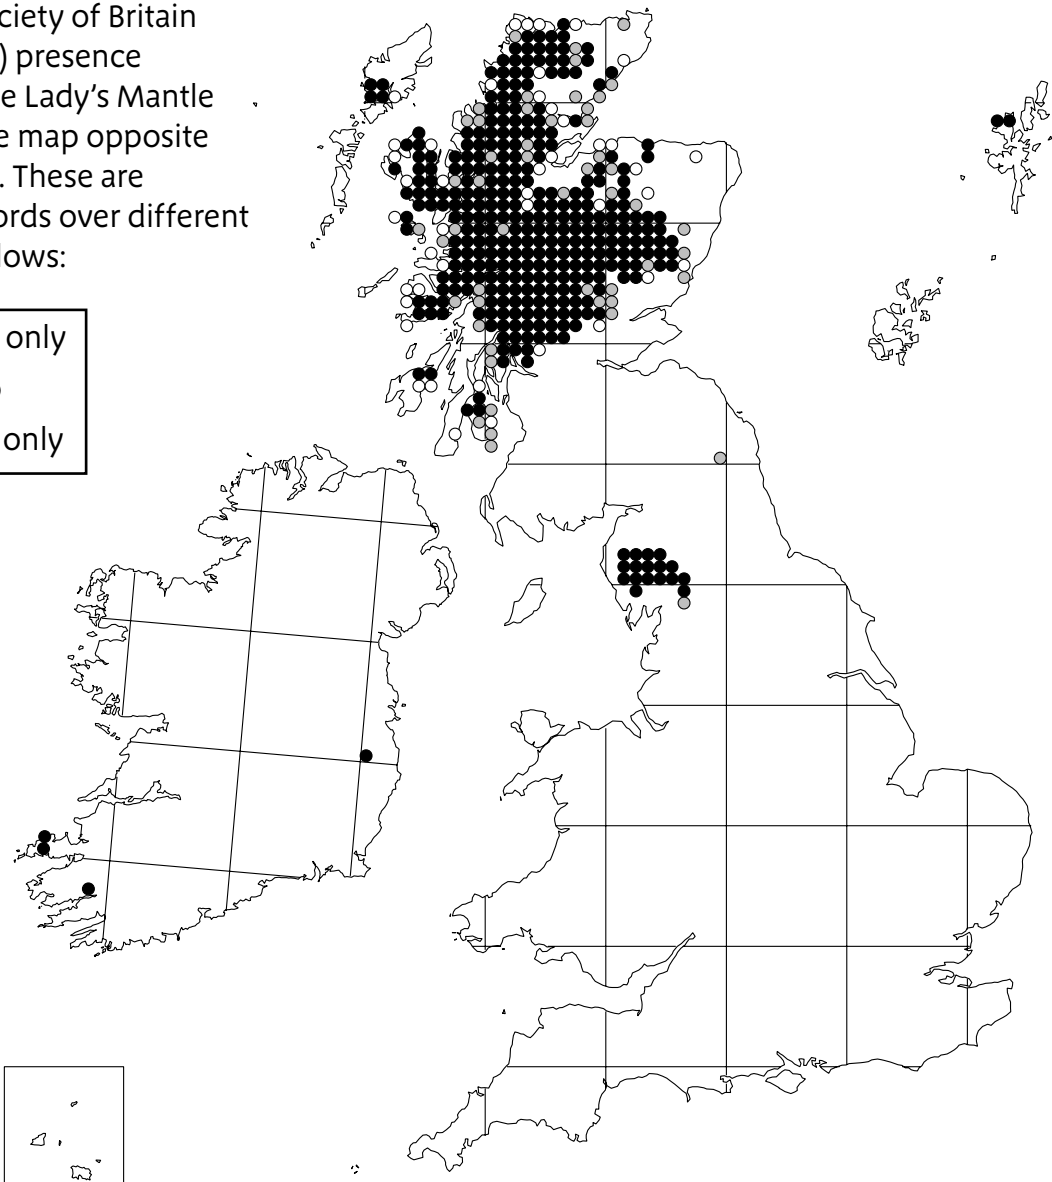 ciety of Britain
) presence
e Lady's Mantle
e map opposite
. These are
ords over different
lows:
only
only